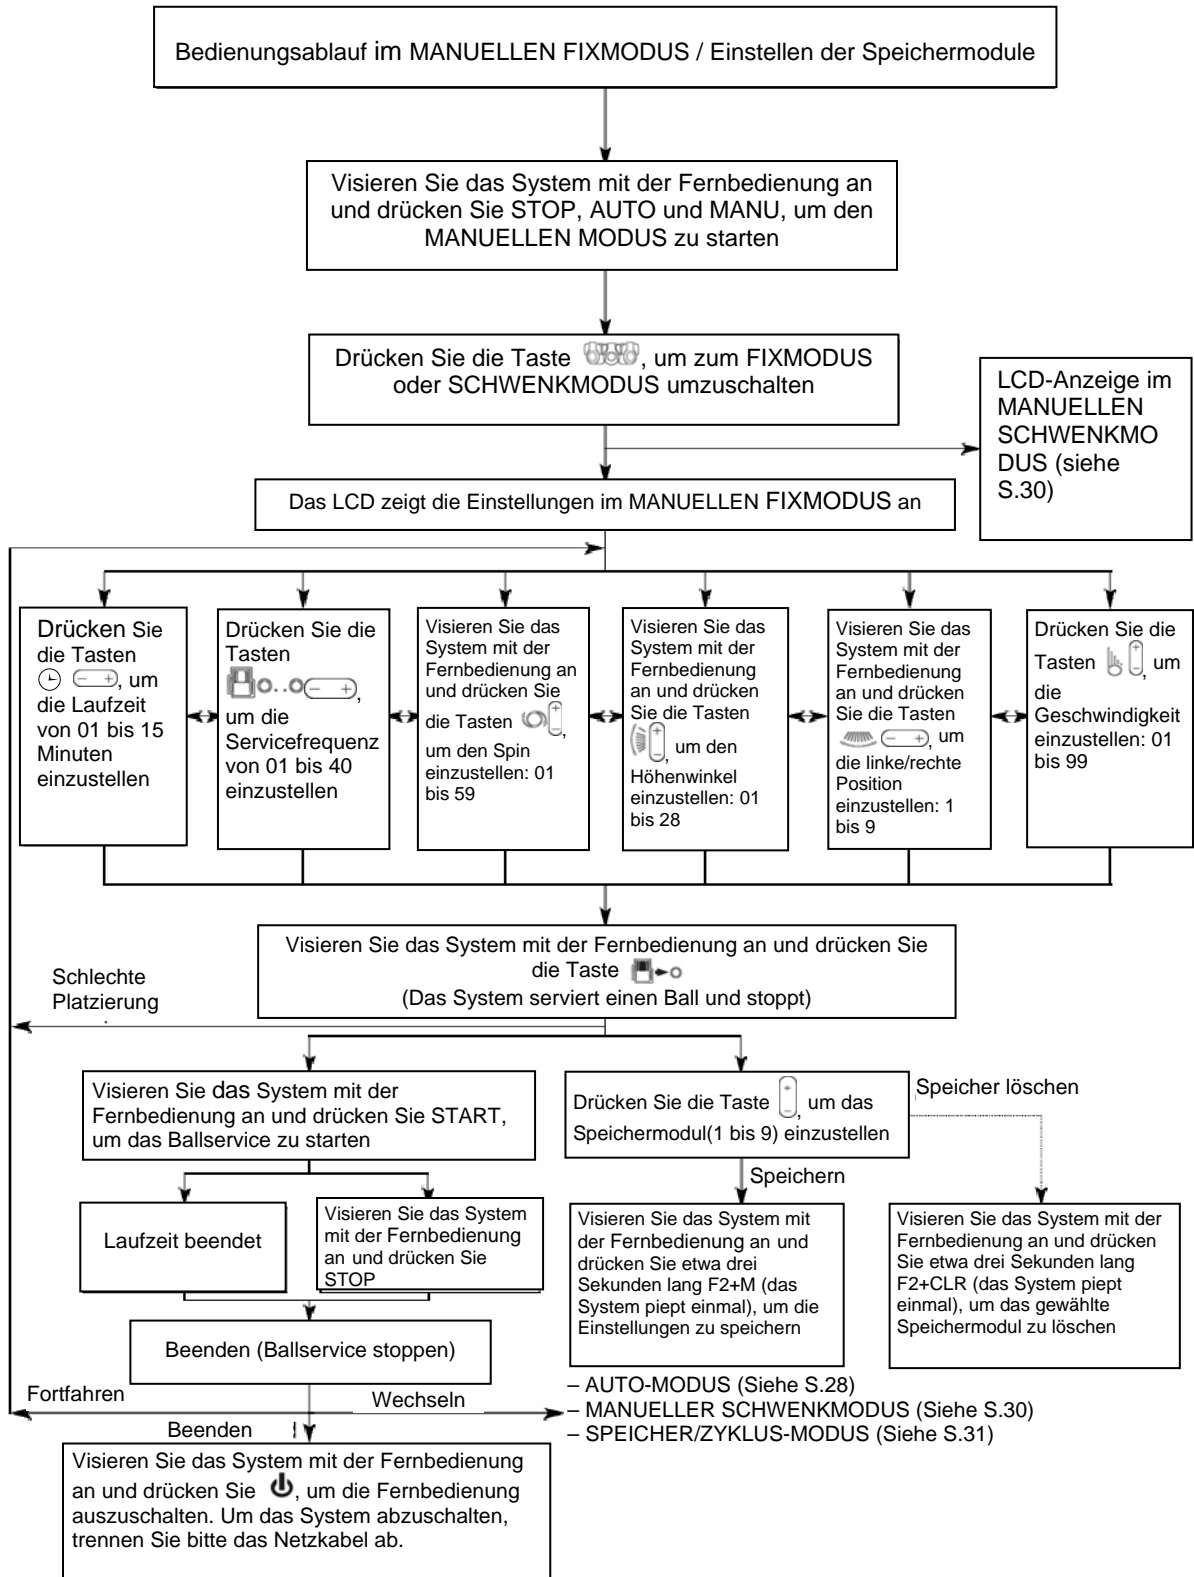 Bedienungsablauf im MANUELLEN FIXMODUS / Einstellen der Speichermodule
Visieren Sie das System mit der Fernbedienung an
und drücken Sie STOP, AUTO und MANU, um den
MANUELLEN MODUS zu starten
Drücken Sie die Taste , um zum FIXMODUS
oder SCHWENKMODUS umzuschalten
LCD-Anzeige im
MANUELLEN
SCHWENKMO
DUS (siehe
S.30)
Das LCD zeigt die Einstellungen im MANUELLEN FIXMODUS an
Drücken Sie
die Tasten
- +, um
die Laufzeit
von 01 bis 15
Minuten
einzustellen
Drücken Sie die
Tasten
- +,
um die
Servicefrequenz
von 01 bis 40
einzustellen
Visieren Sie das
System mit der
Fernbedienung an
und drücken Sie
die Tasten + -,
um den Spin
einzustellen: 01
bis 59
Visieren Sie das
System mit der
Fernbedienung
an und drücken
Sie die Tasten
+ -, um den
Höhenwinkel
einzustellen: 01
bis 28
Visieren Sie das
System mit der
Fernbedienung
an und drücken
Sie die Tasten
- +, um
die linke/rechte
Position
einzustellen: 1
bis 9
Drücken Sie die
Tasten + -, um
die
Geschwindigkeit
einzustellen: 01
bis 99
Visieren Sie das System mit der Fernbedienung an und drücken Sie
die Taste
(Das System serviert einen Ball und stoppt)
Schlechte
Platzierung
Visieren Sie das System mit der
Fernbedienung an und drücken Sie START,
um das Ballservice zu starten
Drücken Sie die Taste + -, um das
Speichermodul(1 bis 9) einzustellen
Speicher löschen
Speichern
Laufzeit beendet
Visieren Sie das System
mit der Fernbedienung
an und drücken Sie
STOP
Visieren Sie das System mit
der Fernbedienung an und
drücken Sie etwa drei
Sekunden lang F2+M (das
System piept einmal), um die
Einstellungen zu speichern
Visieren Sie das System mit der
Fernbedienung an und drücken
Sie etwa drei Sekunden lang
F2+CLR (das System piept
einmal), um das gewählte
Speichermodul zu löschen
Beenden (Ballservice stoppen)
Fortfahren
Wechseln
– AUTO-MODUS (Siehe S.28)
– MANUELLER SCHWENKMODUS (Siehe S.30)
– SPEICHER/ZYKLUS-MODUS (Siehe S.31)
Beenden
Visieren Sie das System mit der Fernbedienung
an und drücken Sie , um die Fernbedienung
auszuschalten. Um das System abzuschalten,
trennen Sie bitte das Netzkabel ab.